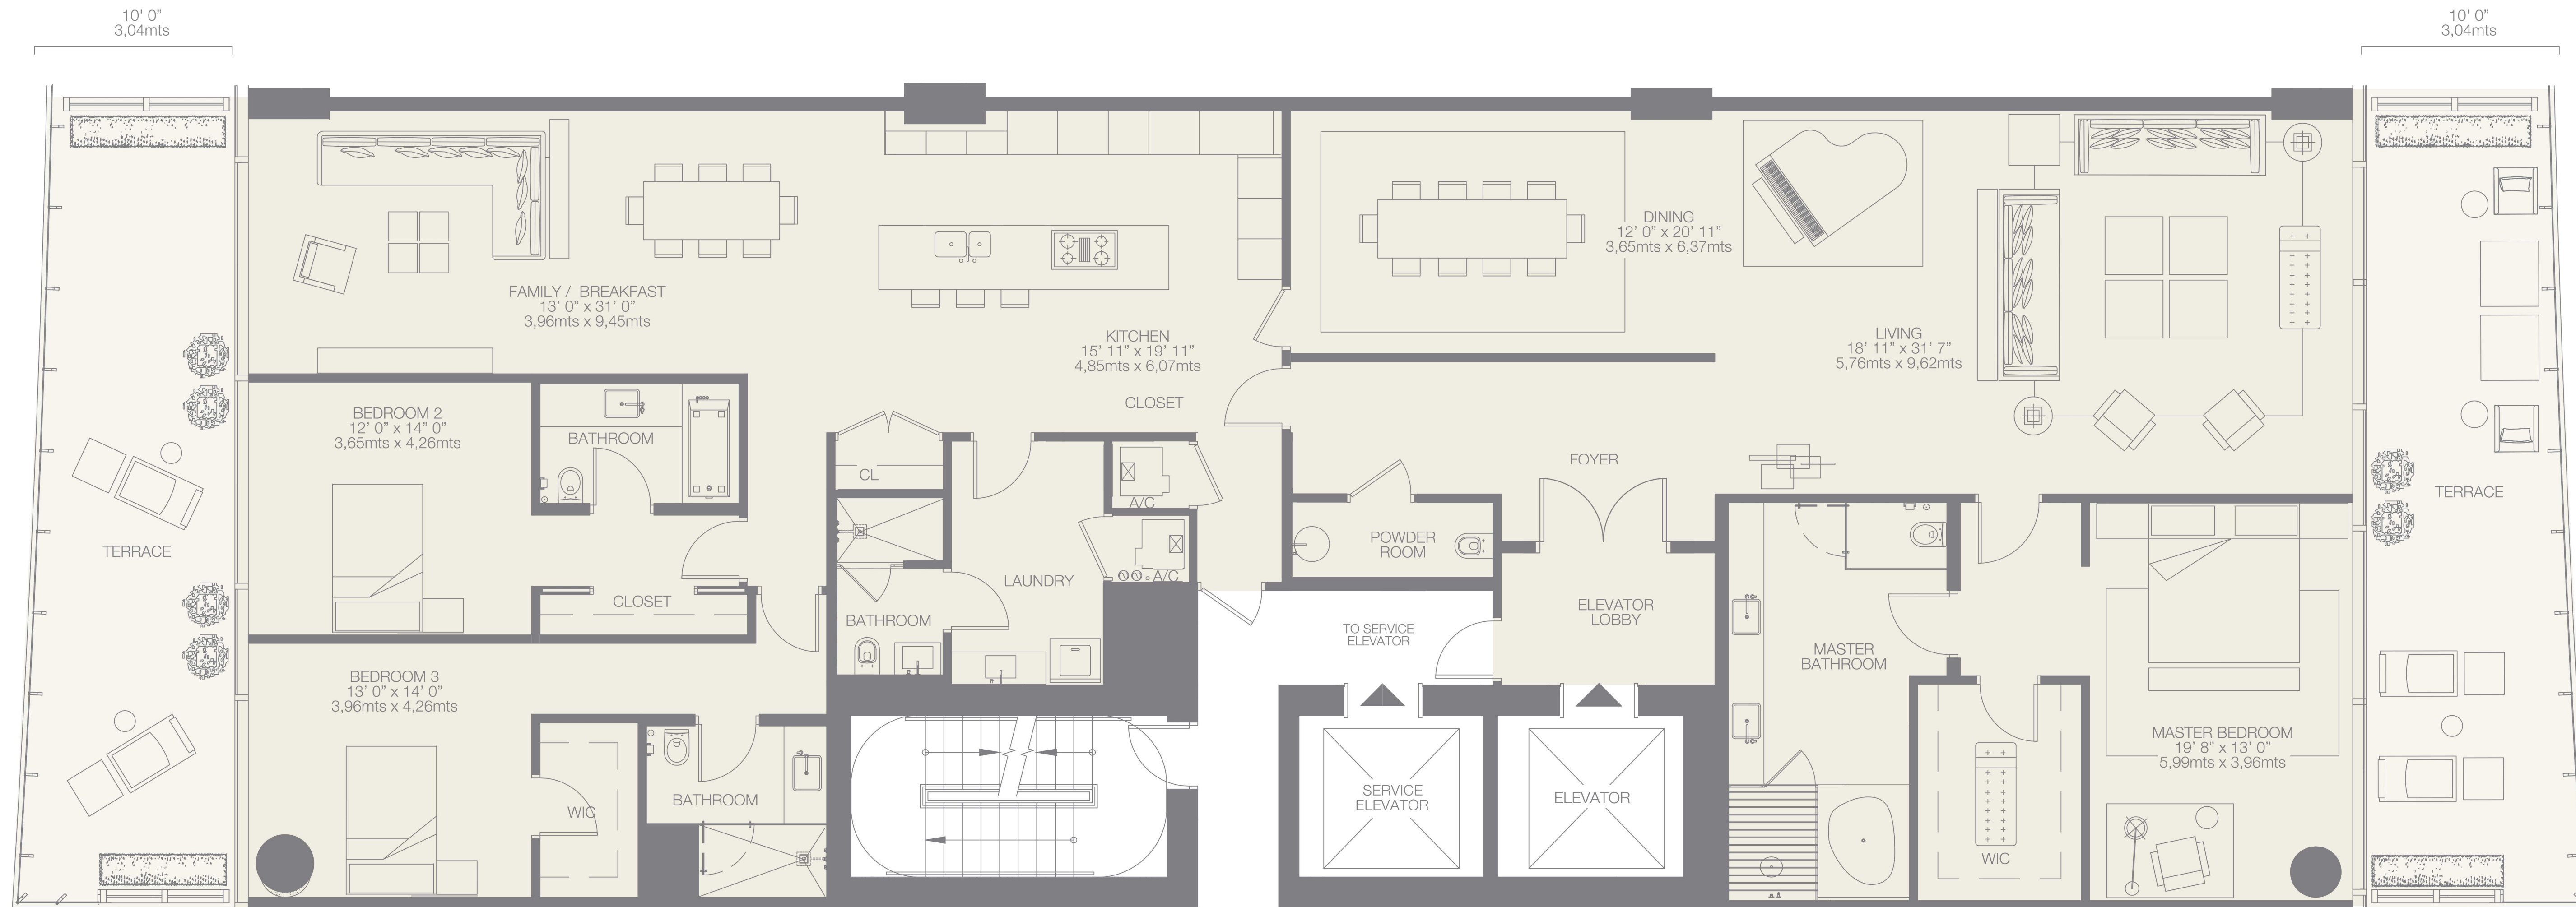 10' 0”
3,04mts
10' 0”
3,04mts
FAMILY / BREAKFAST
13' 0” x 31' 0”
3,96mts x 9,45mts
KITCHEN
15' 11” x 19' 11”
4,85mts x 6,07mts
DINING
12' 0” x 20' 11”
3,65mts x 6,37mts
LIVING
18' 11” x 31' 7”
5,76mts x 9,62mts
BEDROOM 2
12' 0” x 14” 0”
3,65mts x 4,26mts
BATHROOM
CLOSET
CL
A/C
FOYER
TERRACE
POWDER
ROOM
TERRACE
A/C
LAUNDRY
CLOSET
BATHROOM
TO SERVICE
ELEVATOR
ELEVATOR
LOBBY
MASTER
BATHROOM
BEDROOM 3
13' 0” x 14' 0”
3,96mts x 4,26mts
MASTER BEDROOM
19' 8” x 13' 0”
5,99mts x 3,96mts
WIC
BATHROOM
SERVICE
ELEVATOR
ELEVATOR
WIC